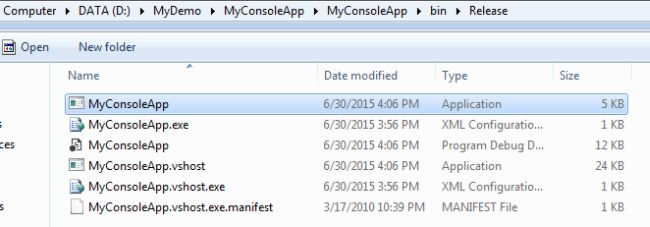 Computer ▸ DATA (D:) ▸ MyDemo ▸ MyConsoleApp ▸ MyConsoleApp ▸ bin ▸ Release
Open New folder
Name Date modified Type Size
MyConsoleApp 6/30/2015 4:06 PM Application 5 KB
MyConsoleApp.exe 6/30/2015 3:56 PM XML Configuratio... 1 KB
MyConsoleApp 6/30/2015 4:06 PM Program Debug D... 12 KB
MyConsoleApp.vshost 6/30/2015 4:06 PM Application 24 KB
MyConsoleApp.vshost.exe 6/30/2015 3:56 PM XML Configuratio... 1 KB
MyConsoleApp.vshost.exe.manifest 3/17/2010 10:39 PM MANIFEST File 1 KB